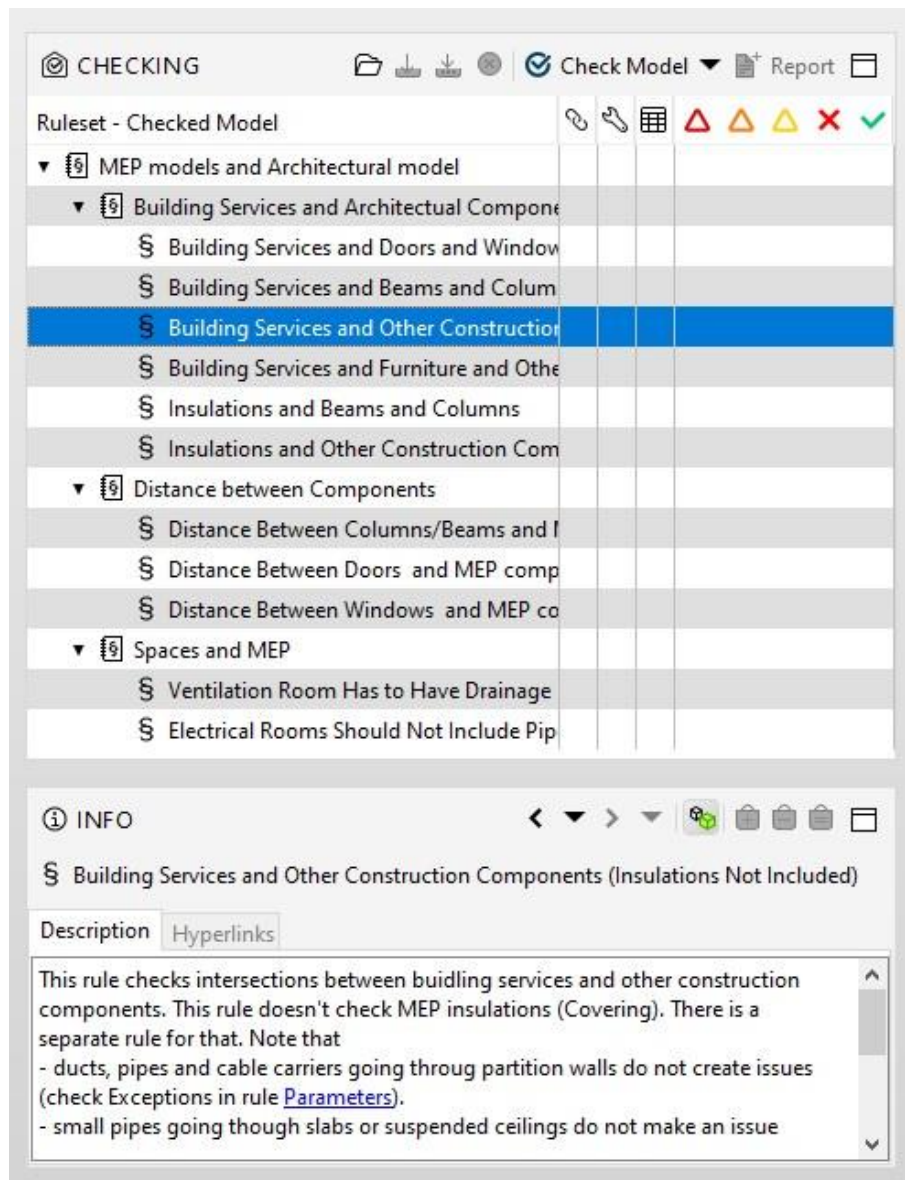 CHECKING Check Model Report
Ruleset - Checked Model
§ MEP models and Architectural model
§ Building Services and Architectual Compone
§ Building Services and Doors and Window
§ Building Services and Beams and Colum
§ Building Services and Other Construction
§ Building Services and Furniture and Othe
§ Insulations and Beams and Columns
§ Insulations and Other Construction Com
§ Distance between Components
§ Distance Between Columns/Beams and M
§ Distance Between Doors and MEP comp
§ Distance Between Windows and MEP co
§ Spaces and MEP
§ Ventilation Room Has to Have Drainage
§ Electrical Rooms Should Not Include Pip
INFO
§ Building Services and Other Construction Components (Insulations Not Included)
Description Hyperlinks
This rule checks intersections between buidling services and other construction
components. This rule doesn't check MEP insulations (Covering). There is a
separate rule for that. Note that
- ducts, pipes and cable carriers going throug partition walls do not create issues
(check Exceptions in rule Parameters).
- small pipes going though slabs or suspended ceilings do not make an issue